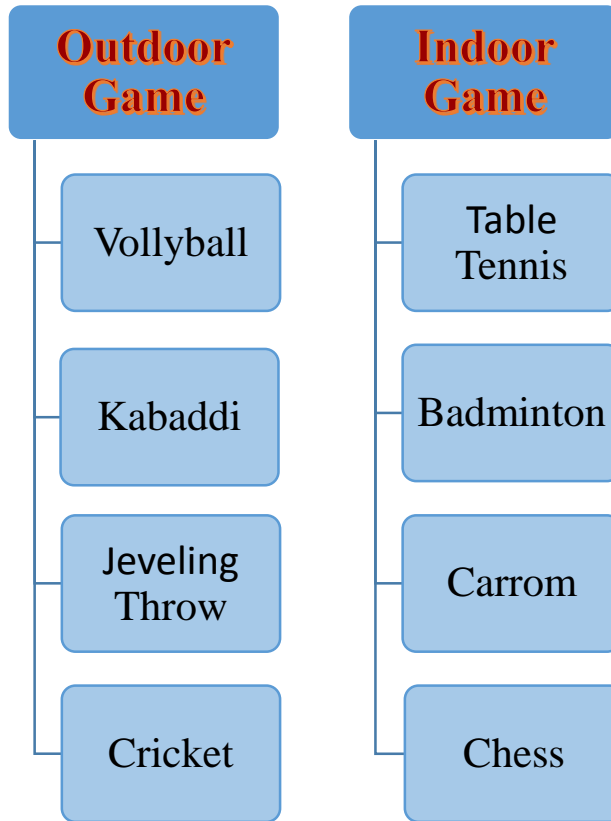 Outdoor
Game
Vollyball
Kabaddi
Jeveling
Throw
Cricket
Indoor
Game
Table
Tennis
Badminton
Carrom
Chess